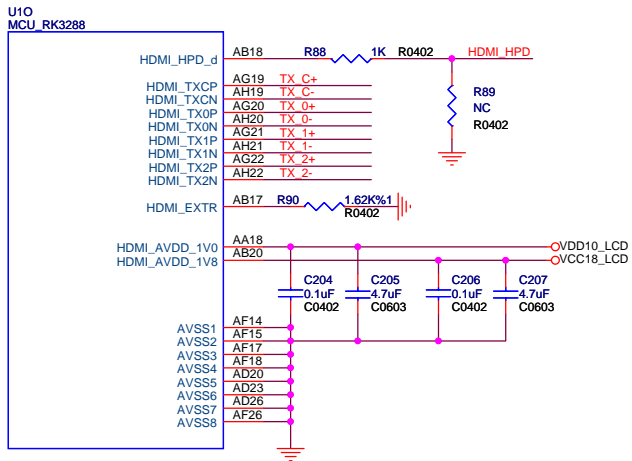 U1O
MCU_RK3288
HDMI_HPD_d AB18 R88 1K R0402 HDMI_HPD
R89
NC
R0402
HDMI_TXCP AG19 TX_C+
HDMI_TXCN AH19 TX_C-
HDMI_TX0P AG20 TX_0+
HDMI_TX0N AH20 TX_0-
HDMI_TX1P AG21 TX_1+
HDMI_TX1N AH21 TX_1-
HDMI_TX2P AG22 TX_2+
HDMI_TX2N AH22 TX_2-
HDMI_EXTR AB17 R90 1.62K%1
R0402
HDMI_AVDD_1V0 AA18 VDD10_LCD
HDMI_AVDD_1V8 AB20 VCC18_LCD
C204 C205 C206 C207
0.1uF 4.7uF 0.1uF 4.7uF
C0402 C0603 C0402 C0603
AVSS1 AF14
AVSS2 AF15
AVSS3 AF17
AVSS4 AF18
AVSS5 AD20
AVSS6 AD23
AVSS7 AD26
AVSS8 AF26